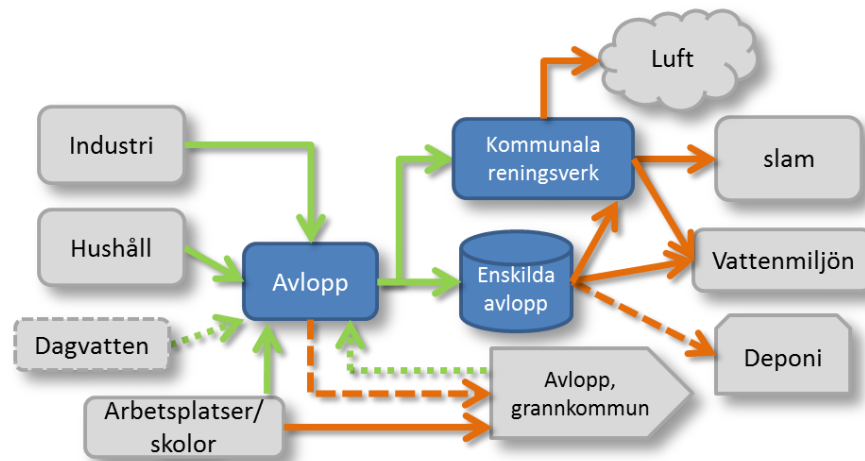 Luft
Industri
Kommunala
reningsverk
slam
Hushåll
Avlopp
Enskilda
avlopp
Vattenmiljön
Dagvatten
Deponi
Avlopp,
grannkommun
Arbetsplatser/
skolor